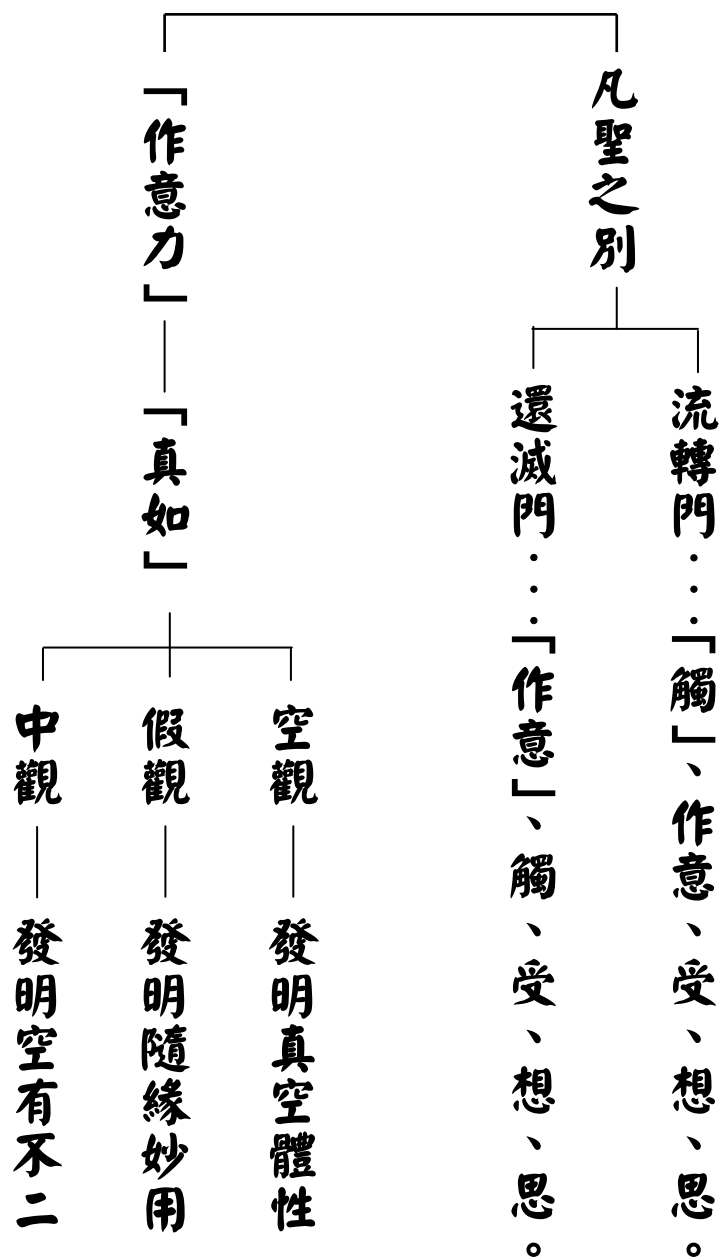 凡聖之別
流轉門...「觸」、作意、受、想、思。
還滅門...「作意」、觸、受、想、思。
「作意力」
「真如」
空觀
發明真空體性
假觀
發明隨緣妙用
中觀
發明空有不二